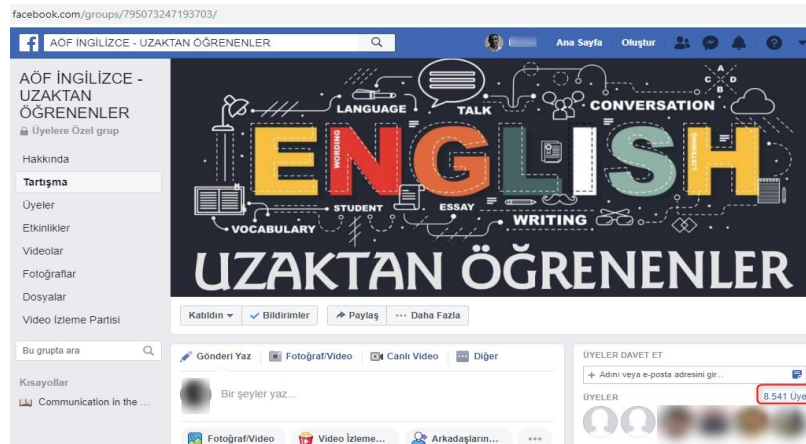 facebook.com/groups/795073247193703/
AÖF İNGİLİZCE - UZAKTAN ÖĞRENENLER
Ana Sayfa
Oluştur
AÖF İNGİLİZCE -
UZAKTAN
ÖĞRENENLER
Üyelere Özel grup
Hakkında
Tartışma
Üyeler
Etkinlikler
Videolar
Fotoğraflar
Dosyalar
Video İzleme Partisi
Bu grupta ara
Kısayollar
Communication in the ...
A
C
D
B
LANGUAGE
TALK
CONVERSATION
WORDING
LISTENING
ENGLISH
STUDENT
ESSAY
VOCABULARY
WRITING
UZAKTAN ÖĞRENENLER
Katıldın
Bildirimler
Paylaş
Daha Fazla
Gönderi Yaz
Fotoğraf/Video
Canlı Video
Diğer
Bir şeyler yaz...
Fotoğraf/Video
Video İzleme...
Arkadaşların...
ÜYELER DAVET ET
+ Adını veya e-posta adresini gir...
ÜYELER
8.541 Üye